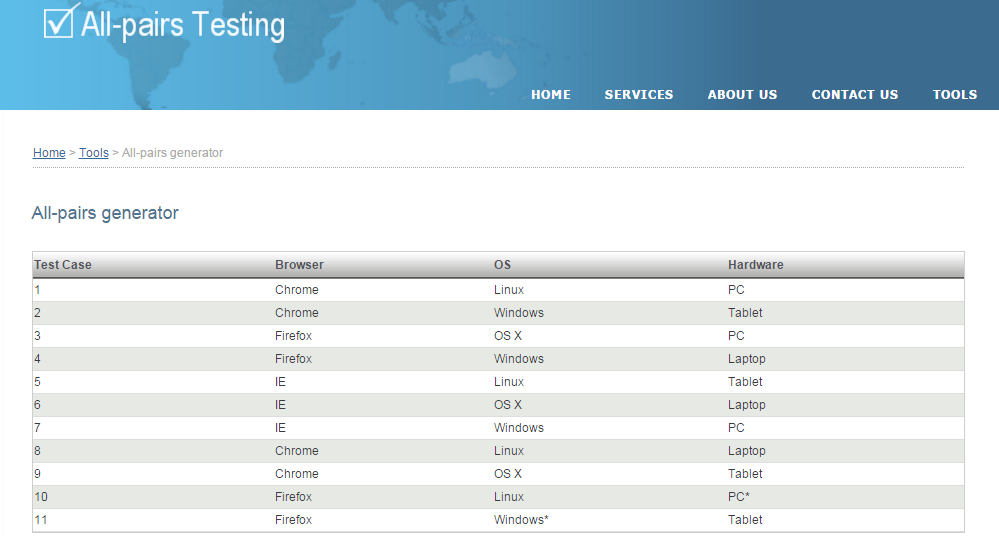 All-pairs Testing
HOME SERVICES ABOUT US CONTACT US TOOLS
Home > Tools > All-pairs generator
All-pairs generator
Test Case Browser OS Hardware
1 Chrome Linux PC
2 Chrome Windows Tablet
3 Firefox OS X PC
4 Firefox Windows Laptop
5 IE Linux Tablet
6 IE OS X Laptop
7 IE Windows PC
8 Chrome Linux Laptop
9 Chrome OS X Tablet
10 Firefox Linux PC*
11 Firefox Windows* Tablet